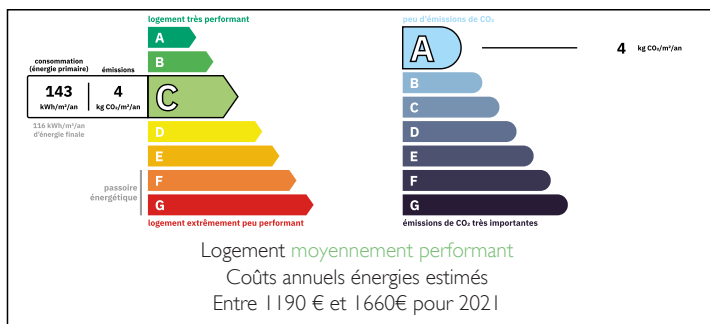 logement très performant
A
B
consommation
(énergie primaire)
émissions
143
kWh/m²/an
4
kg CO₂/m²/an
C
116 kWh/m²/an
d'énergie finale
D
E
passoire
énergétique
F
G
logement extrêmement peu performant
peu d'émissions de CO₂
A
4 kg CO₂/m²/an
B
C
D
E
F
G
émissions de CO₂ très importantes
Logement moyennement performant
Coûts annuels énergies estimés
Entre 1190 € et 1660€ pour 2021